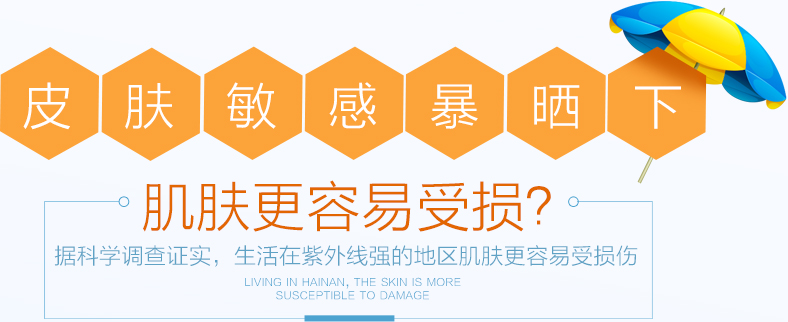 皮肤敏感暴晒下
肌肤更容易受损?
据科学调查证实，生活在紫外线强的地区肌肤更容易受损伤
LIVING IN HAINAN, THE SKIN IS MORE
SUSCEPTIBLE TO DAMAGE